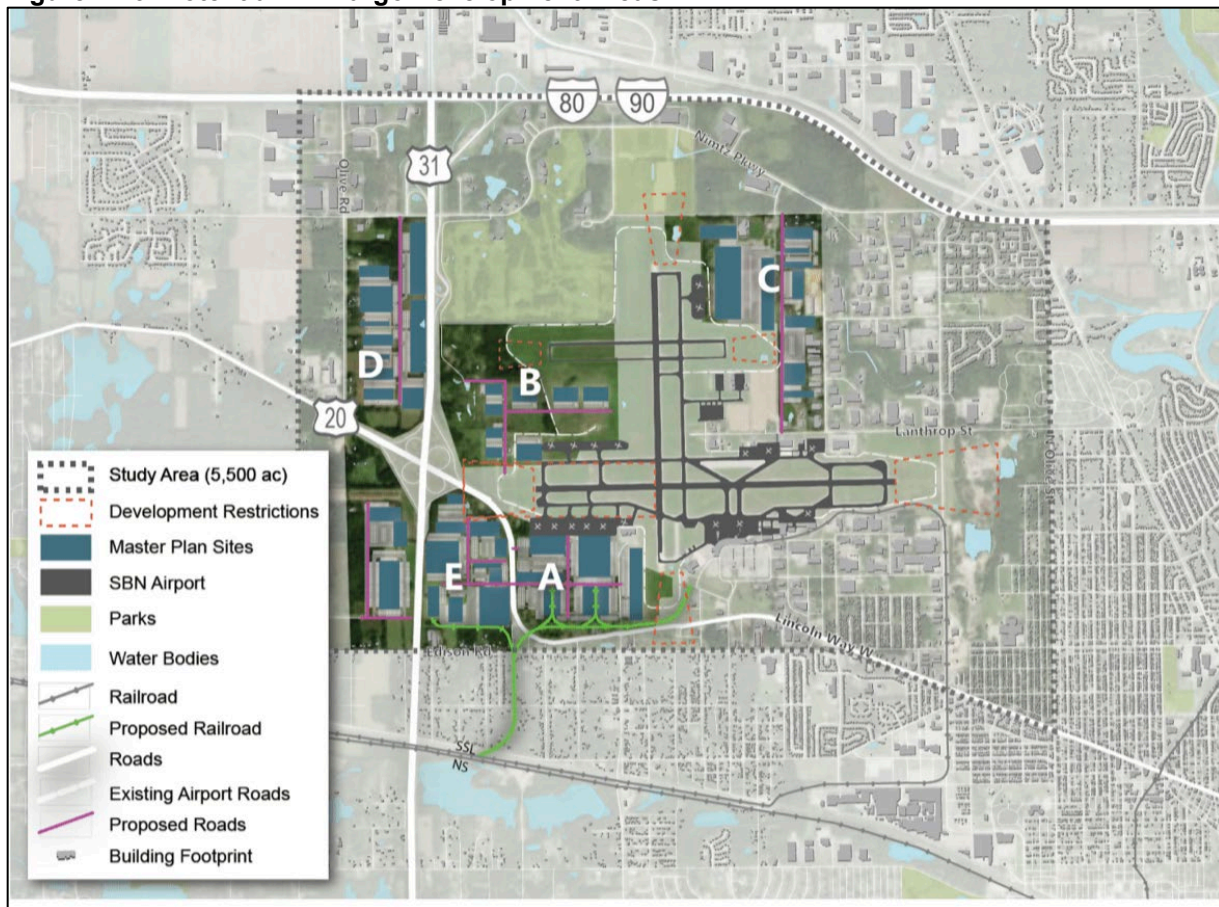 80
90
Numtz Pkwy
Olive Rd
31
C
D
B
20
Lanthrop St
Study Area (5,500 ac)
Development Restrictions
Master Plan Sites
SBN Airport
Parks
Water Bodies
Railroad
Proposed Railroad
Roads
Existing Airport Roads
Proposed Roads
Building Footprint
E
A
Edison Rd
Lincoln Way W
SSL
NS